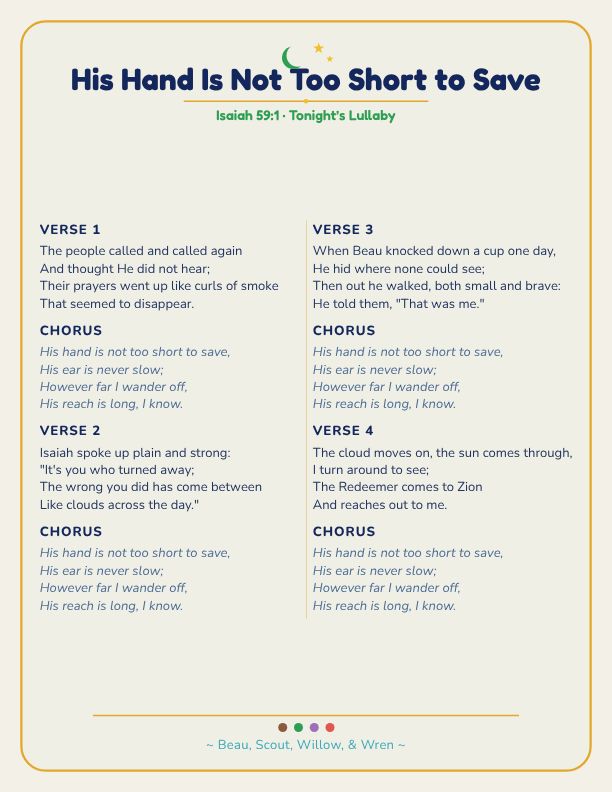 His Hand Is Not Too Short to Save
Isaiah 59:1 · Tonight's Lullaby
VERSE 1
The people called and called again
And thought He did not hear;
Their prayers went up like curls of smoke
That seemed to disappear.
CHORUS
His hand is not too short to save,
His ear is never slow;
However far I wander off,
His reach is long, I know.
VERSE 2
Isaiah spoke up plain and strong:
"It's you who turned away;
The wrong you did has come between
Like clouds across the day."
CHORUS
His hand is not too short to save,
His ear is never slow;
However far I wander off,
His reach is long, I know.
VERSE 3
When Beau knocked down a cup one day,
He hid where none could see;
Then out he walked, both small and brave:
He told them, "That was me."
CHORUS
His hand is not too short to save,
His ear is never slow;
However far I wander off,
His reach is long, I know.
VERSE 4
The cloud moves on, the sun comes through,
I turn around to see;
The Redeemer comes to Zion
And reaches out to me.
CHORUS
His hand is not too short to save,
His ear is never slow;
However far I wander off,
His reach is long, I know.
~ Beau, Scout, Willow, & Wren ~